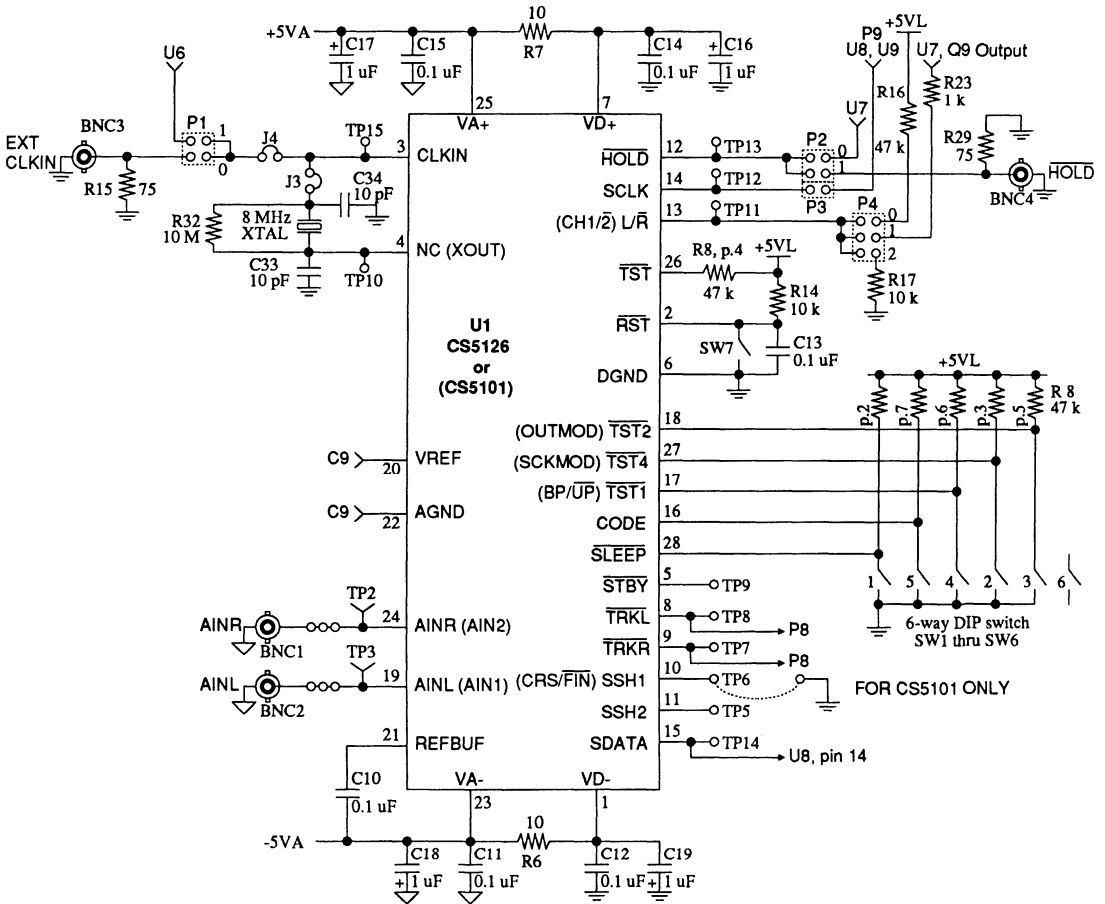 +5VA
C17
+
1 uF
C15
0.1 uF
10
R7
C14
0.1 uF
C16
+
1 uF
+5VL
P9
U8, U9
U7, Q9 Output
U6
R16
47 k
R23
1 k
U7
R29
75
25
VA+
7
VD+
BNC3
EXT
CLKIN
P1
1
0
J4
TP15
3
CLKIN
R15
75
J3
C34
10 pF
R32
10 M
8 MHz
XTAL
4
NC (XOUT)
C33
10 pF
TP10
HOLD
12
TP13
P2
0
1
HOLD
BNC4
SCLK
14
TP12
P3
(CH1/2) L/R
13
TP11
P4
0
1
2
R17
10 k
TST
26
R8, p.4
47 k
+5VL
R14
10 k
RST
2
SW7
C13
0.1 uF
DGND
6
U1
CS5126
or
(CS5101)
+5VL
p.2
p.7
p.6
p.3
p.5
R 8
47 k
(OUTMOD) TST2
18
(SCKMOD) TST4
27
(BP/UP) TST1
17
CODE
16
SLEEP
28
1
5
4
2
3
6
6-way DIP switch
SW1 thru SW6
C9
20
VREF
C9
22
AGND
STBY
5
TP9
TRKL
8
TP8
P8
TRKR
9
TP7
P8
(CRS/FIN) SSH1
10
TP6
FOR CS5101 ONLY
SSH2
11
TP5
SDATA
15
TP14
U8, pin 14
AINR
BNC1
TP2
24
AINR (AIN2)
AINL
BNC2
TP3
19
AINL (AIN1)
21
REFBUF
C10
0.1 uF
VA-
23
VD-
1
-5VA
10
R6
C18
+
1 uF
C11
0.1 uF
C12
0.1 uF
C19
+
1 uF